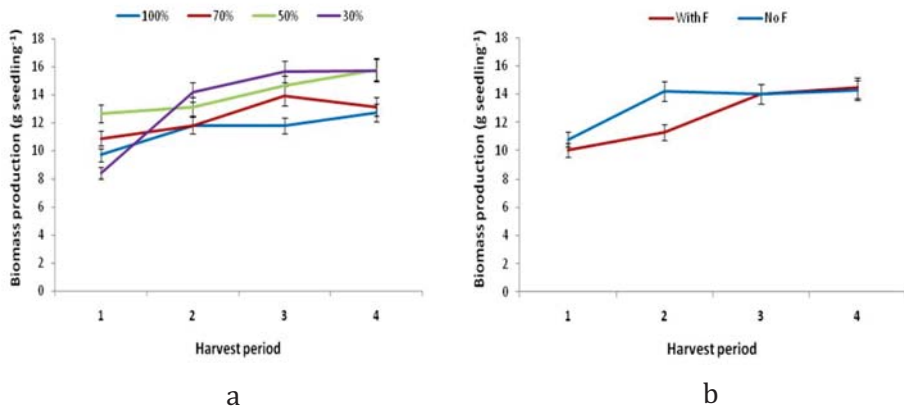 100% 70% 50% 30%
Biomass production (g seedling⁻¹)
18
16
14
12
10
8
6
4
2
0
1 2 3 4
Harvest period
a
With F No F
Biomass production (g seedling⁻¹)
18
16
14
12
10
8
6
4
2
0
1 2 3 4
Harvest period
b